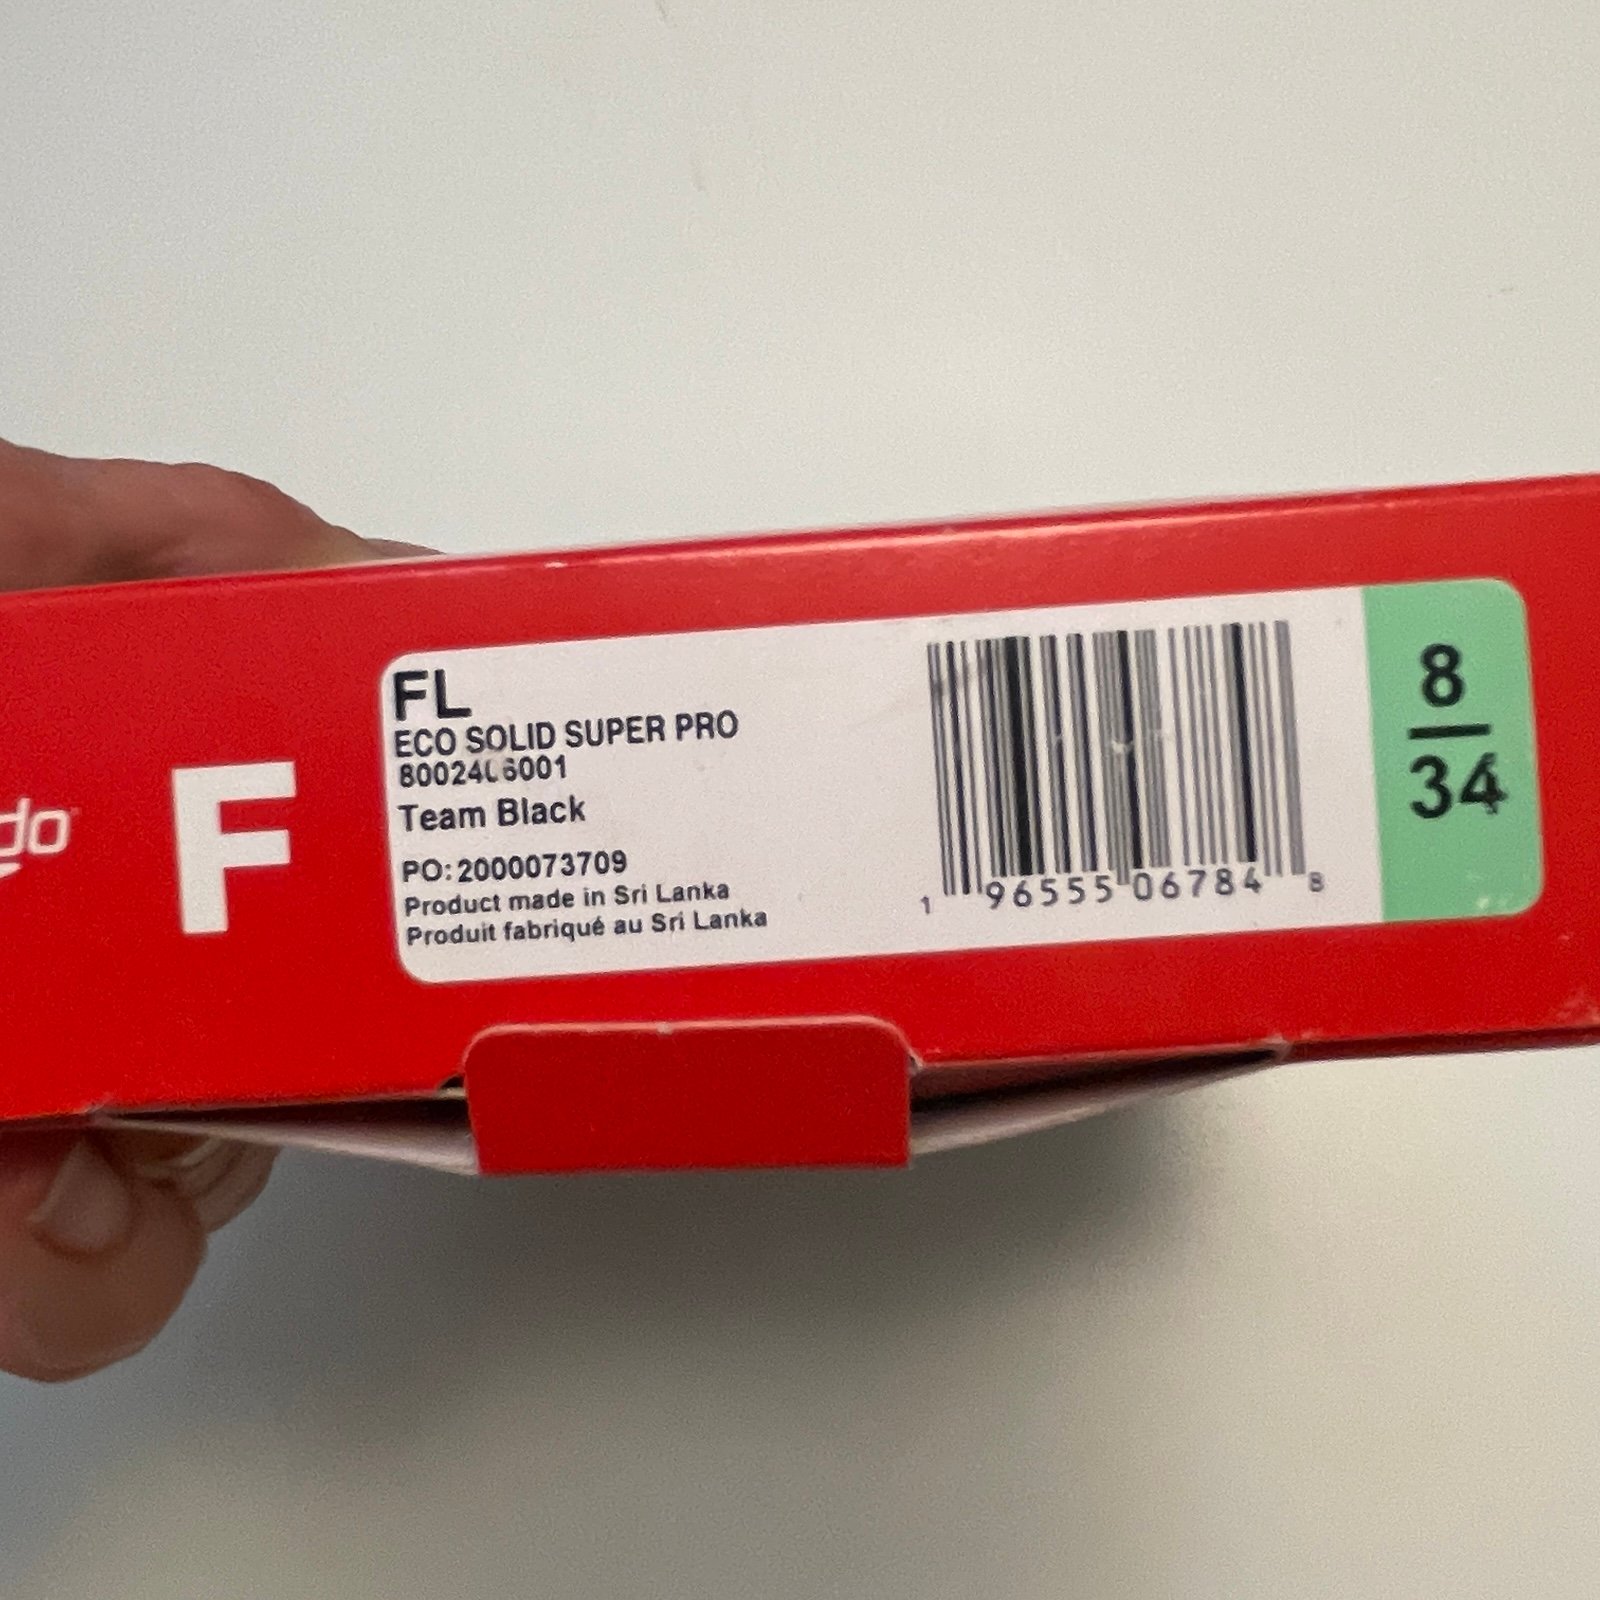 do
F
FL
ECO SOLID SUPER PRO
Team Black
PO:2000073709
Product made in Sri Lanka
Produit fabriqué au Sri Lanka
1 96555 06784 8
8
34